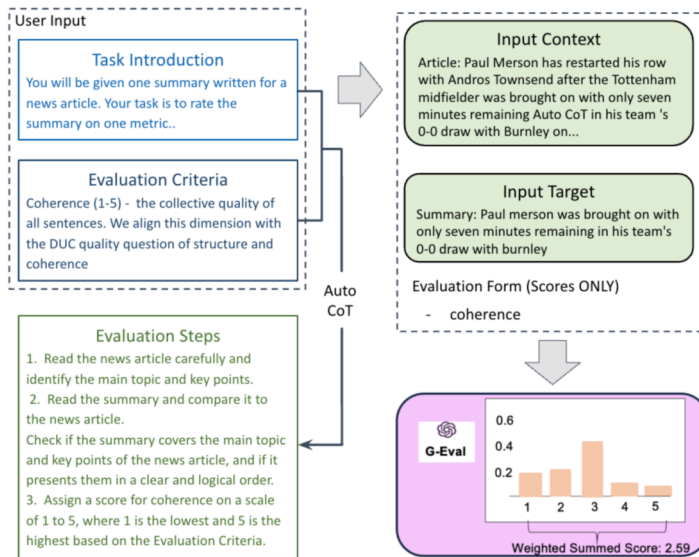 User Input
Task Introduction
You will be given one summary written for a
news article. Your task is to rate the
summary on one metric..
Evaluation Criteria
Coherence (1-5) - the collective quality of
all sentences. We align this dimension with
the DUC quality question of structure and
coherence
Auto
CoT
Evaluation Steps
1. Read the news article carefully and
identify the main topic and key points.
2. Read the summary and compare it to
the news article.
Check if the summary covers the main topic
and key points of the news article, and if it
presents them in a clear and logical order.
3. Assign a score for coherence on a scale
of 1 to 5, where 1 is the lowest and 5 is the
highest based on the Evaluation Criteria.
Input Context
Article: Paul Merson has restarted his row
with Andros Townsend after the Tottenham
midfielder was brought on with only seven
minutes remaining Auto CoT in his team 's
0-0 draw with Burnley on...
Input Target
Summary: Paul merson was brought on with
only seven minutes remaining in his team's
0-0 draw with burnley
Evaluation Form (Scores ONLY)
- coherence
G-Eval
0.6
0.4
0.2
1 2 3 4 5
Weighted Summed Score: 2.59